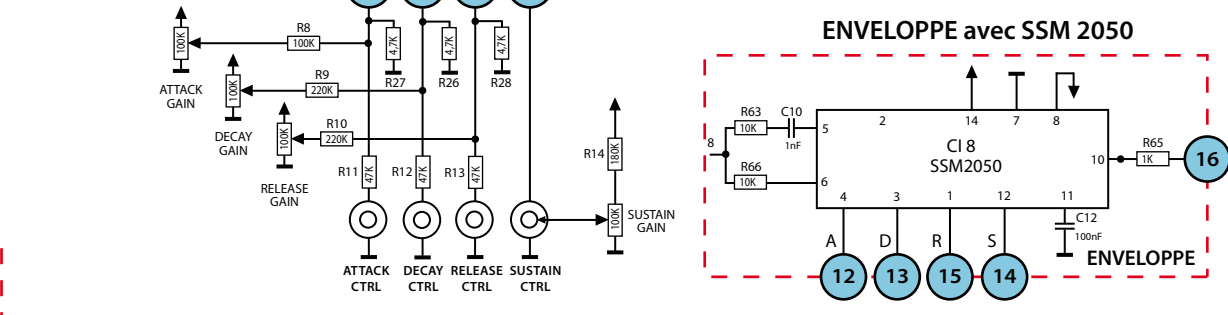 ENVELOPPE avec SSM 2050
R8
100K
100K
ATTACK
GAIN
R9
220K
100K
DECAY
GAIN
R10
220K
100K
RELEASE
GAIN
4,7K
R27
4,7K
R26
4,7K
R28
R11
47K
R12
47K
R13
47K
R14
180K
100K
SUSTAIN
GAIN
ATTACK
CTRL
DECAY
CTRL
RELEASE
CTRL
SUSTAIN
CTRL
8
R63
10K
C10
1nF
R66
10K
5
6
2
14
7
8
CI 8
SSM2050
10
R65
1K
16
4
3
1
12
11
C12
100nF
A
D
R
S
ENVELOPPE
12
13
15
14